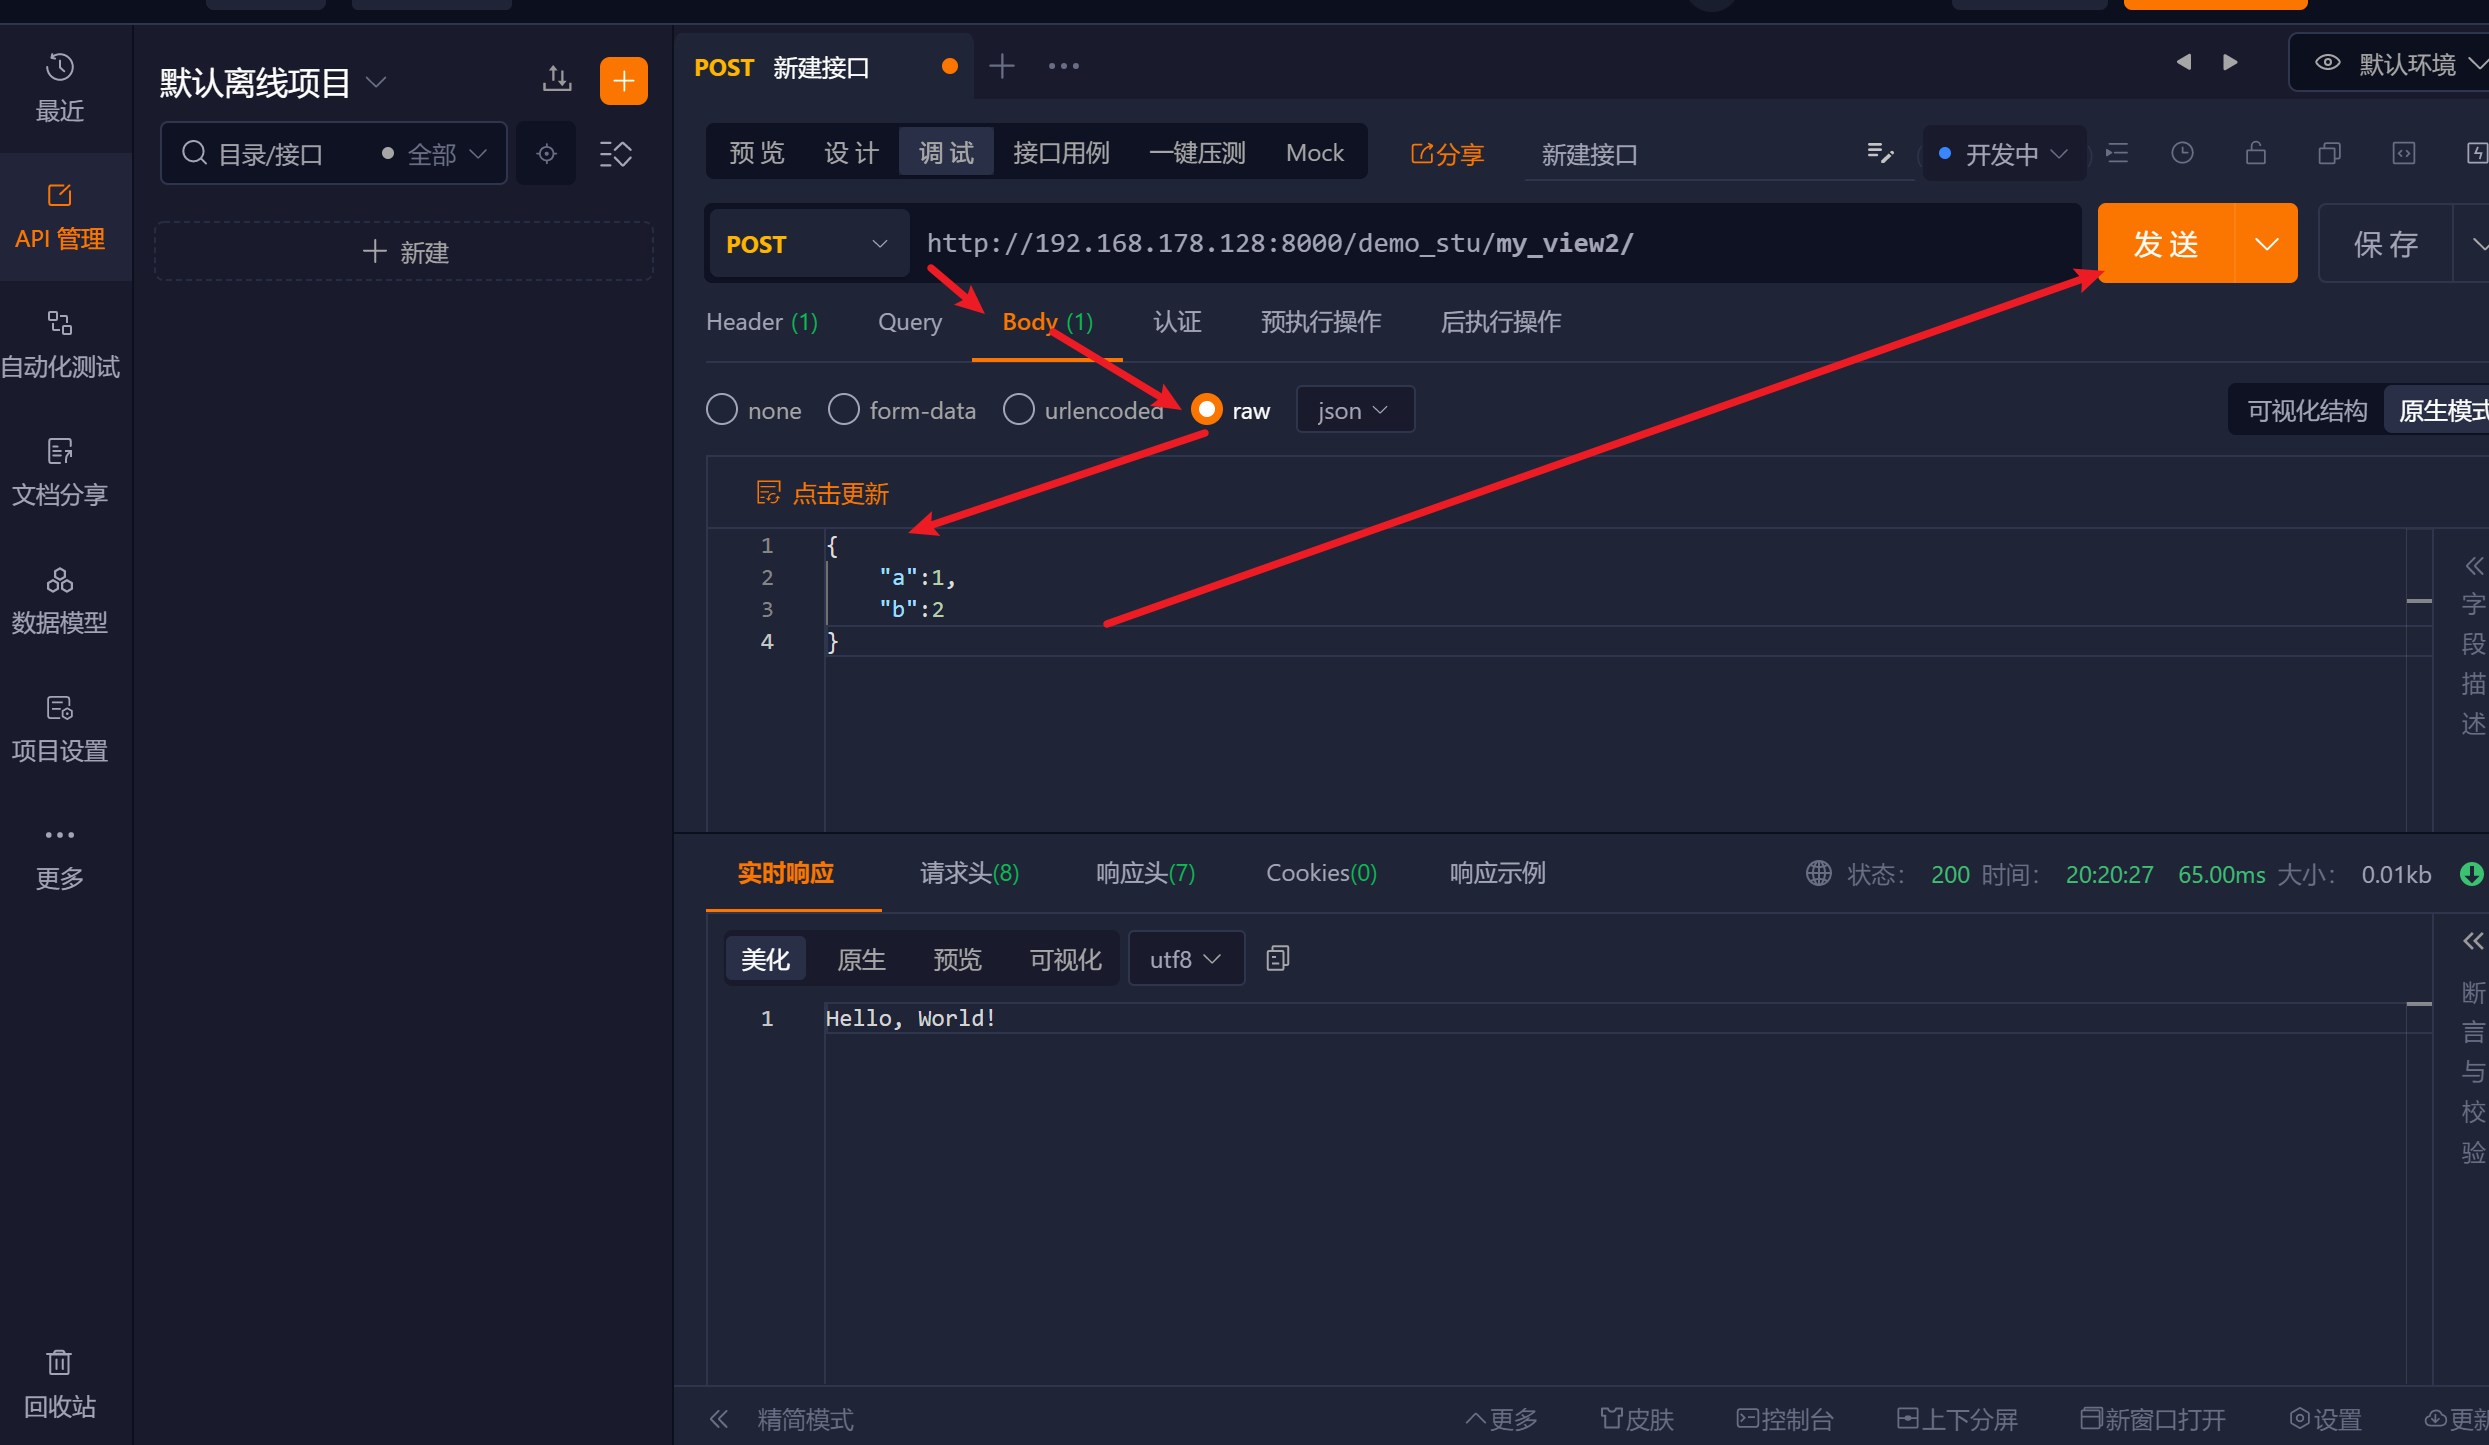 最近
API 管理
自动化测试
文档分享
数据模型
项目设置
更多
回收站
默认离线项目
目录/接口
全部
新建
POST 新建接口
默认环境
预 览 设 计 调 试 接口用例 一键压测 Mock
分享 新建接口
开发中
POST http://192.168.178.128:8000/demo_stu/my_view2/
发 送 保 存
Header (1) Query Body (1) 认证 预执行操作 后执行操作
none form-data urlencoded raw json
可视化结构 原生模式
点击更新
1 {
2 "a":1,
3 "b":2
4 }
字段描述
实时响应 请求头(8) 响应头(7) Cookies(0) 响应示例
状态： 200 时间： 20:20:27 65.00ms 大小： 0.01kb
美化 原生 预览 可视化 utf8
1 Hello, World!
断言与校验
精简模式 更多 皮肤 控制台 上下分屏 新窗口打开 设置 更新